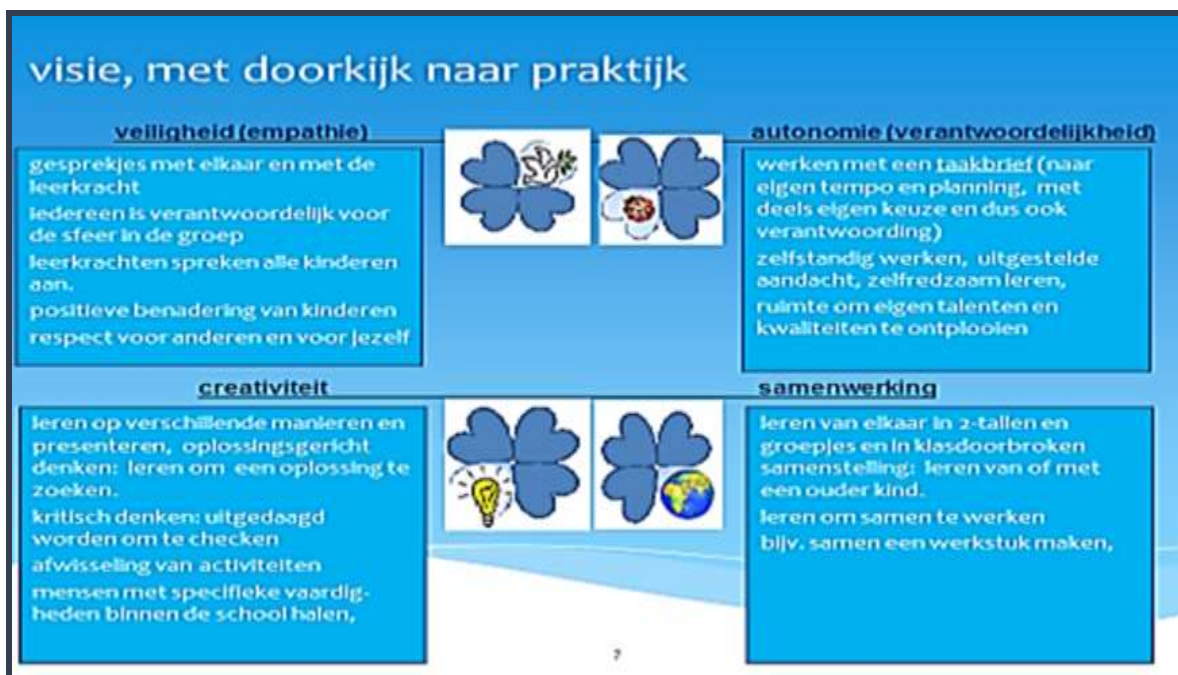 visie, met doorkijk naar praktijk
veiligheid (empathie)
gesprekjes met elkaar en met de
leerkracht
iedereen is verantwoordelijk voor
de sfeer in de groep
leerkrachten spreken alle kinderen
aan.
positieve benadering van kinderen
respect voor anderen en voor jezelf
autonomie (verantwoordelijkheid)
werken met een taakbrief (naar
eigen tempo en planning, met
deels eigen keuze en dus ook
verantwoording)
zelfstandig werken, uitgestelde
aandacht, zelfredzaam leren,
ruimte om eigen talenten en
kwaliteiten te ontplooien
creativiteit
leren op verschillende manieren en
presenteren, oplossingsgericht
denken: leren om een oplossing te
zoeken.
kritisch denken: uitgedaagd
worden om te checken
afwisseling van activiteiten
mensen met specifieke vaardig-
heden binnen de school halen,
samenwerking
leren van elkaar in 2-tallen en
groepjes en in klasdoorbroken
samenstelling: leren van of met
een ouder kind.
leren om samen te werken
bijv. samen een werkstuk maken,
7